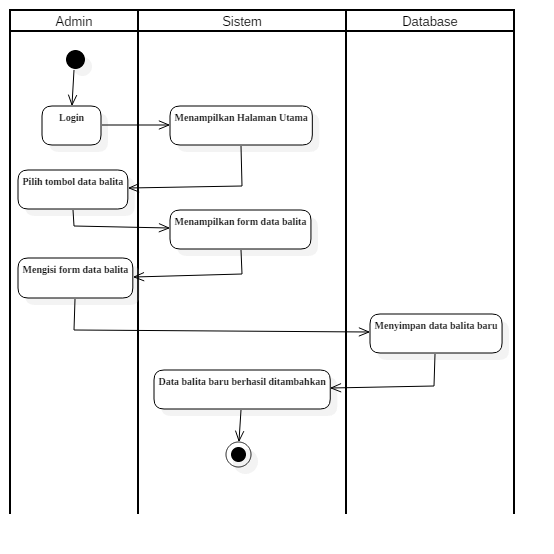 Admin
Sistem
Database
Login
Menampilkan Halaman Utama
Pilih tombol data balita
Menampilkan form data balita
Mengisi form data balita
Menyimpan data balita baru
Data balita baru berhasil ditambahkan